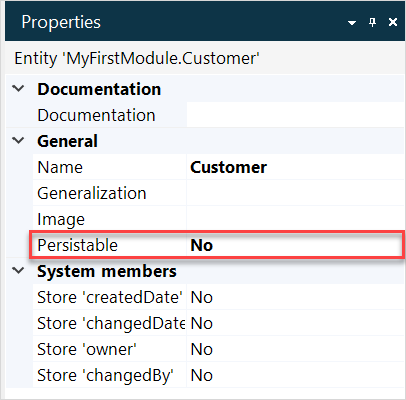 Properties
Entity 'MyFirstModule.Customer'
Documentation
Documentation
General
Name Customer
Generalization
Image
Persistable No
System members
Store 'createdDate' No
Store 'changedDate No
Store 'owner' No
Store 'changedBy' No